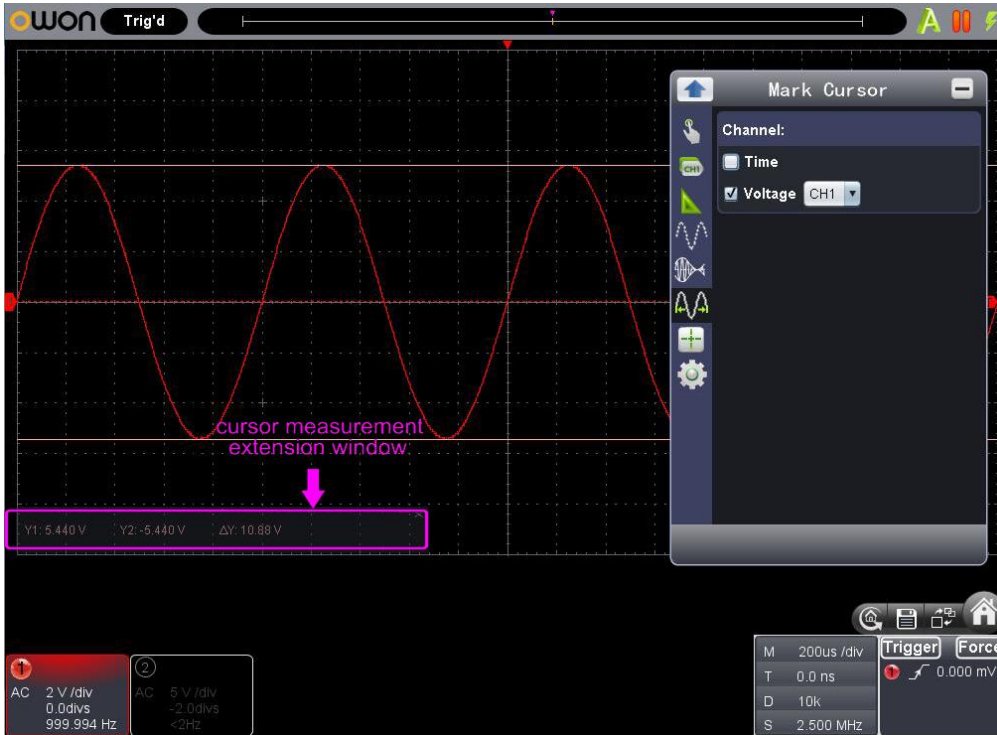 owon Trig'd
Mark Cursor
Channel:
CH1
Time
Voltage CH1
cursor measurement
extension window
Y1: 5.440 V Y2: -5.440 V ΔY: 10.88 V
1
AC 2 V /div
0.0divs
999.994 Hz
2
AC 5 V /div
-2.0divs
<2Hz
M 200us /div
T 0.0 ns
D 10k
S 2.500 MHz
Trigger Force
1 0.000 mV